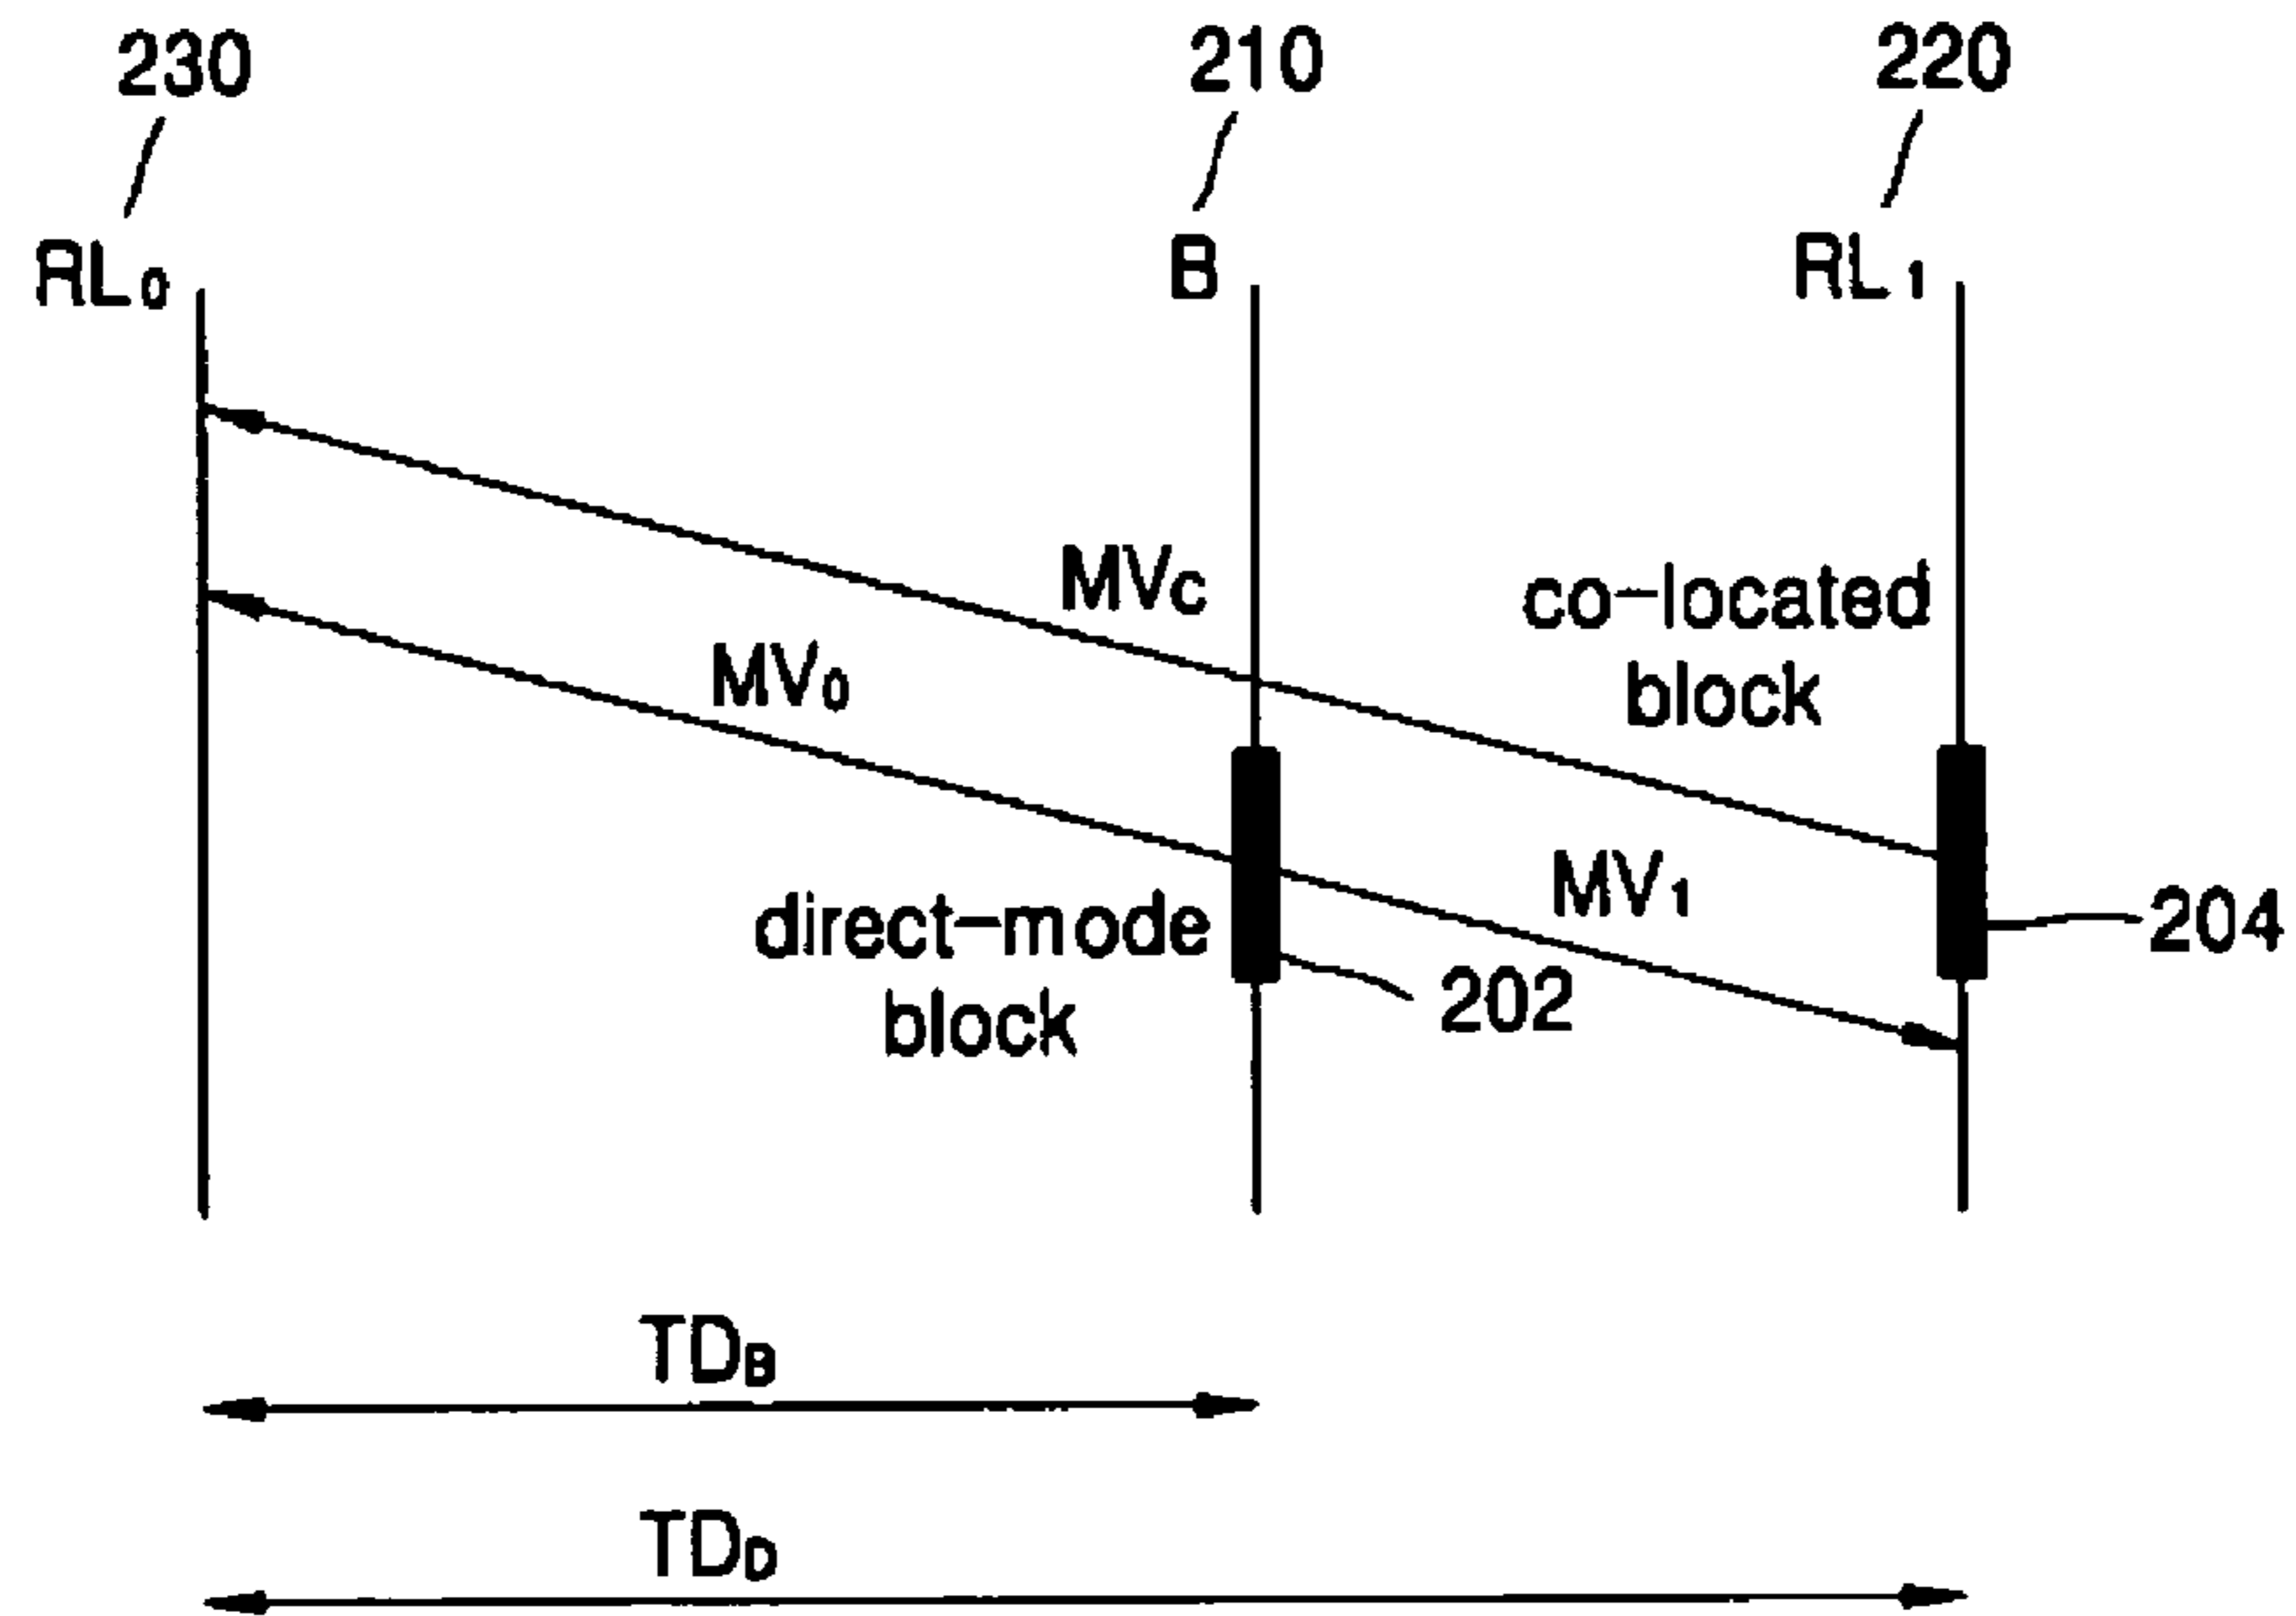 230
210
220
RL₀
B
RL₁
MVc
co-located
block
MV₀
MV₁
direct-mode
block
202
204
TDB
TDD